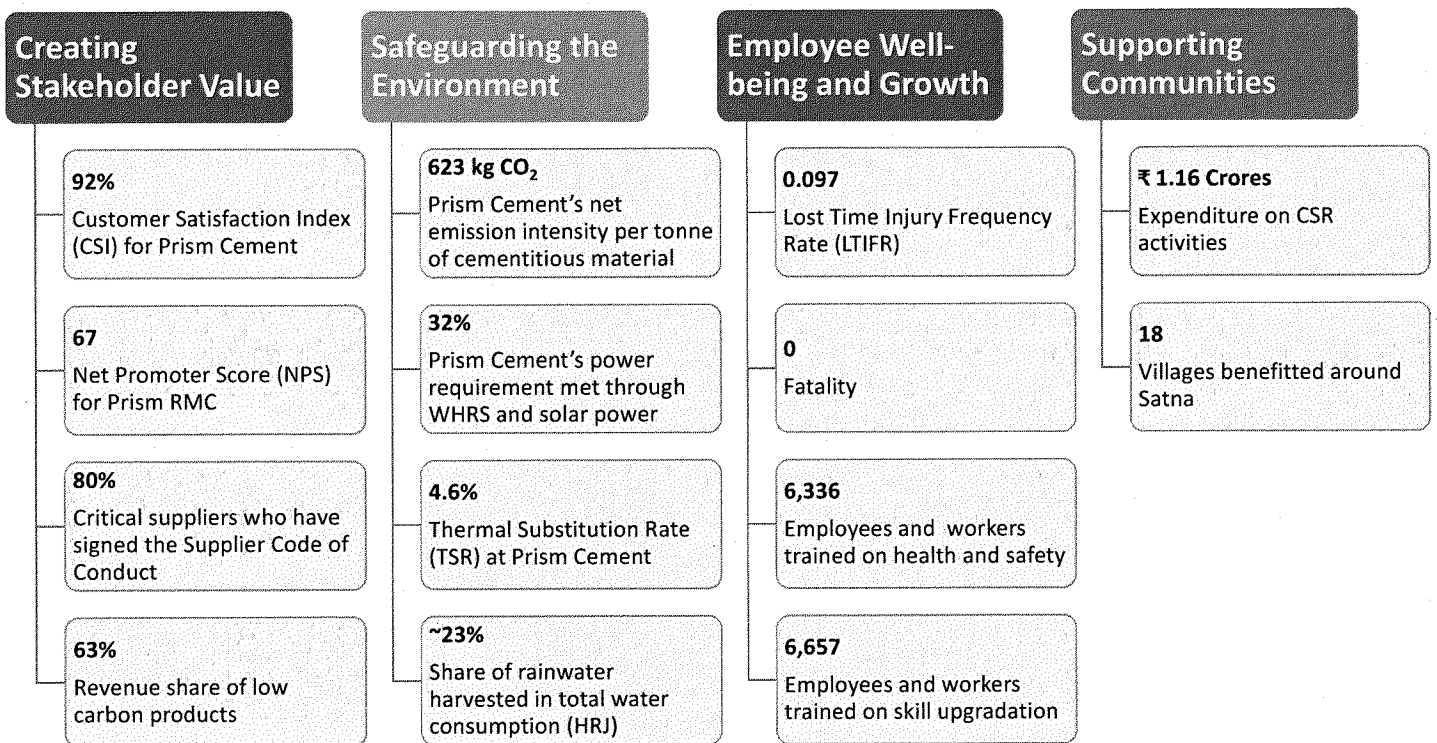 Creating
Stakeholder Value
92%
Customer Satisfaction Index
(CSI) for Prism Cement
67
Net Promoter Score (NPS)
for Prism RMC
80%
Critical suppliers who have
signed the Supplier Code of
Conduct
63%
Revenue share of low
carbon products
Safeguarding the
Environment
623 kg CO₂
Prism Cement's net
emission intensity per tonne
of cementitious material
32%
Prism Cement's power
requirement met through
WHRS and solar power
4.6%
Thermal Substitution Rate
(TSR) at Prism Cement
~23%
Share of rainwater
harvested in total water
consumption (HRJ)
Employee Well-
being and Growth
0.097
Lost Time Injury Frequency
Rate (LTIFR)
0
Fatality
6,336
Employees and workers
trained on health and safety
6,657
Employees and workers
trained on skill upgradation
Supporting
Communities
₹ 1.16 Crores
Expenditure on CSR
activities
18
Villages benefitted around
Satna